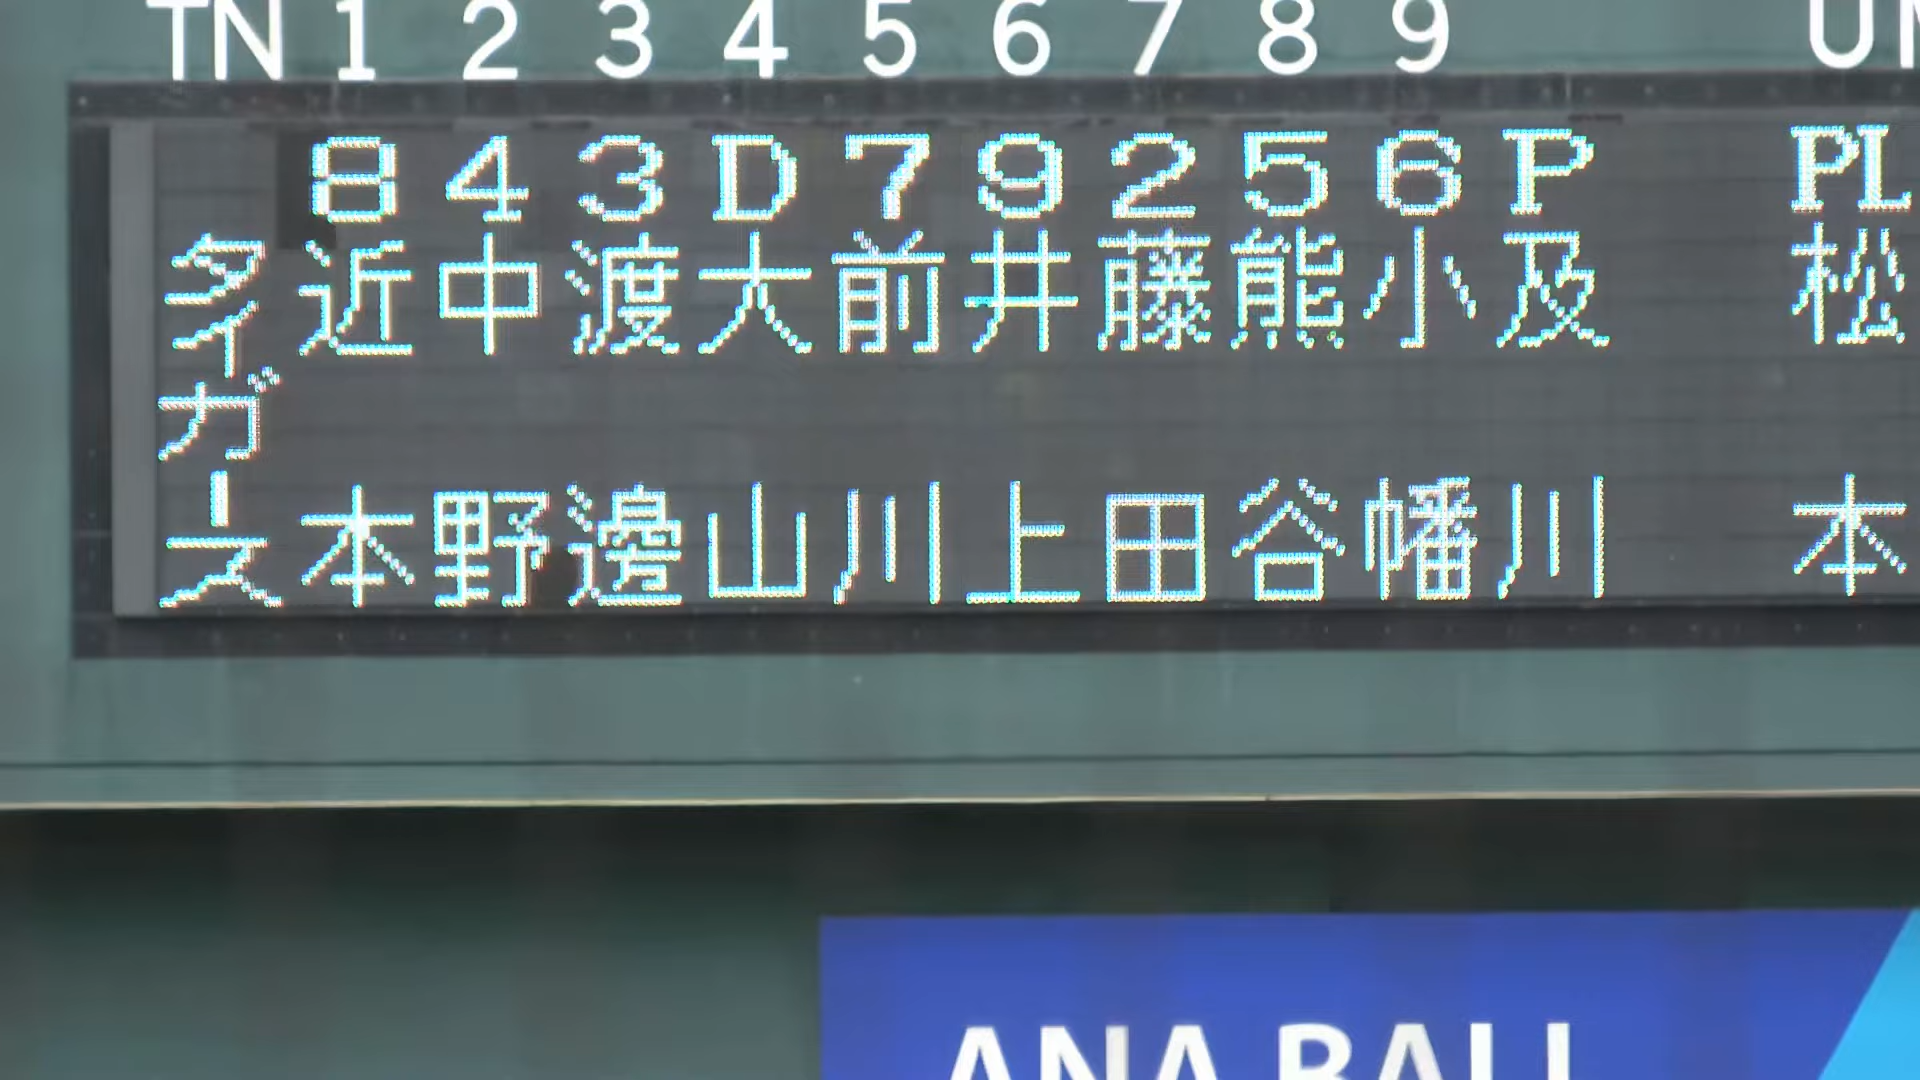 TN 1 2 3 4 5 6 7 8 9
8 4 3 D 7 9 2 5 6 P PL
タイガース
近本
中野
渡邊
大山
前川
井上
藤田
熊谷
小幡
及川
松本
ANA BALL